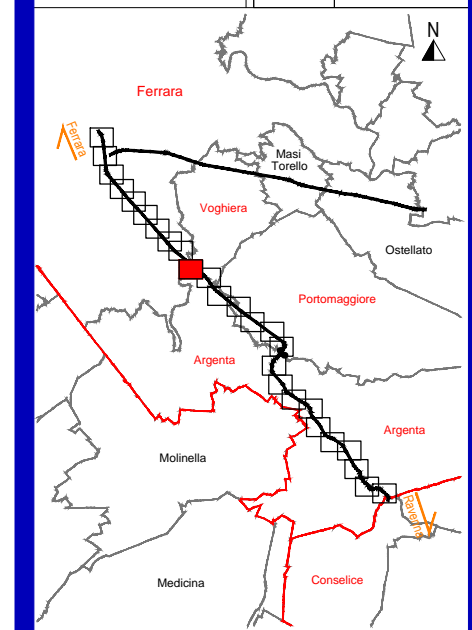 N
Ferrara
Ferrara
Masi
Torello
Voghiera
Ostellato
Portomaggiore
Argenta
Argenta
Molinella
Ravenna
Medicina
Conselice